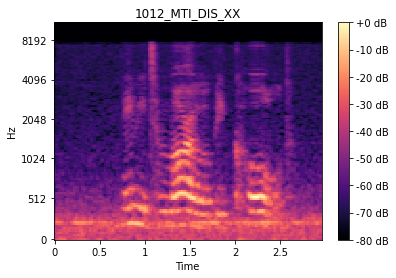 1012_MTI_DIS_XX
+0 dB
8192
-10 dB
4096
-20 dB
-30 dB
Hz
2048
-40 dB
1024
-50 dB
512
-60 dB
-70 dB
0
-80 dB
0 0.5 1 1.5 2 2.5
Time